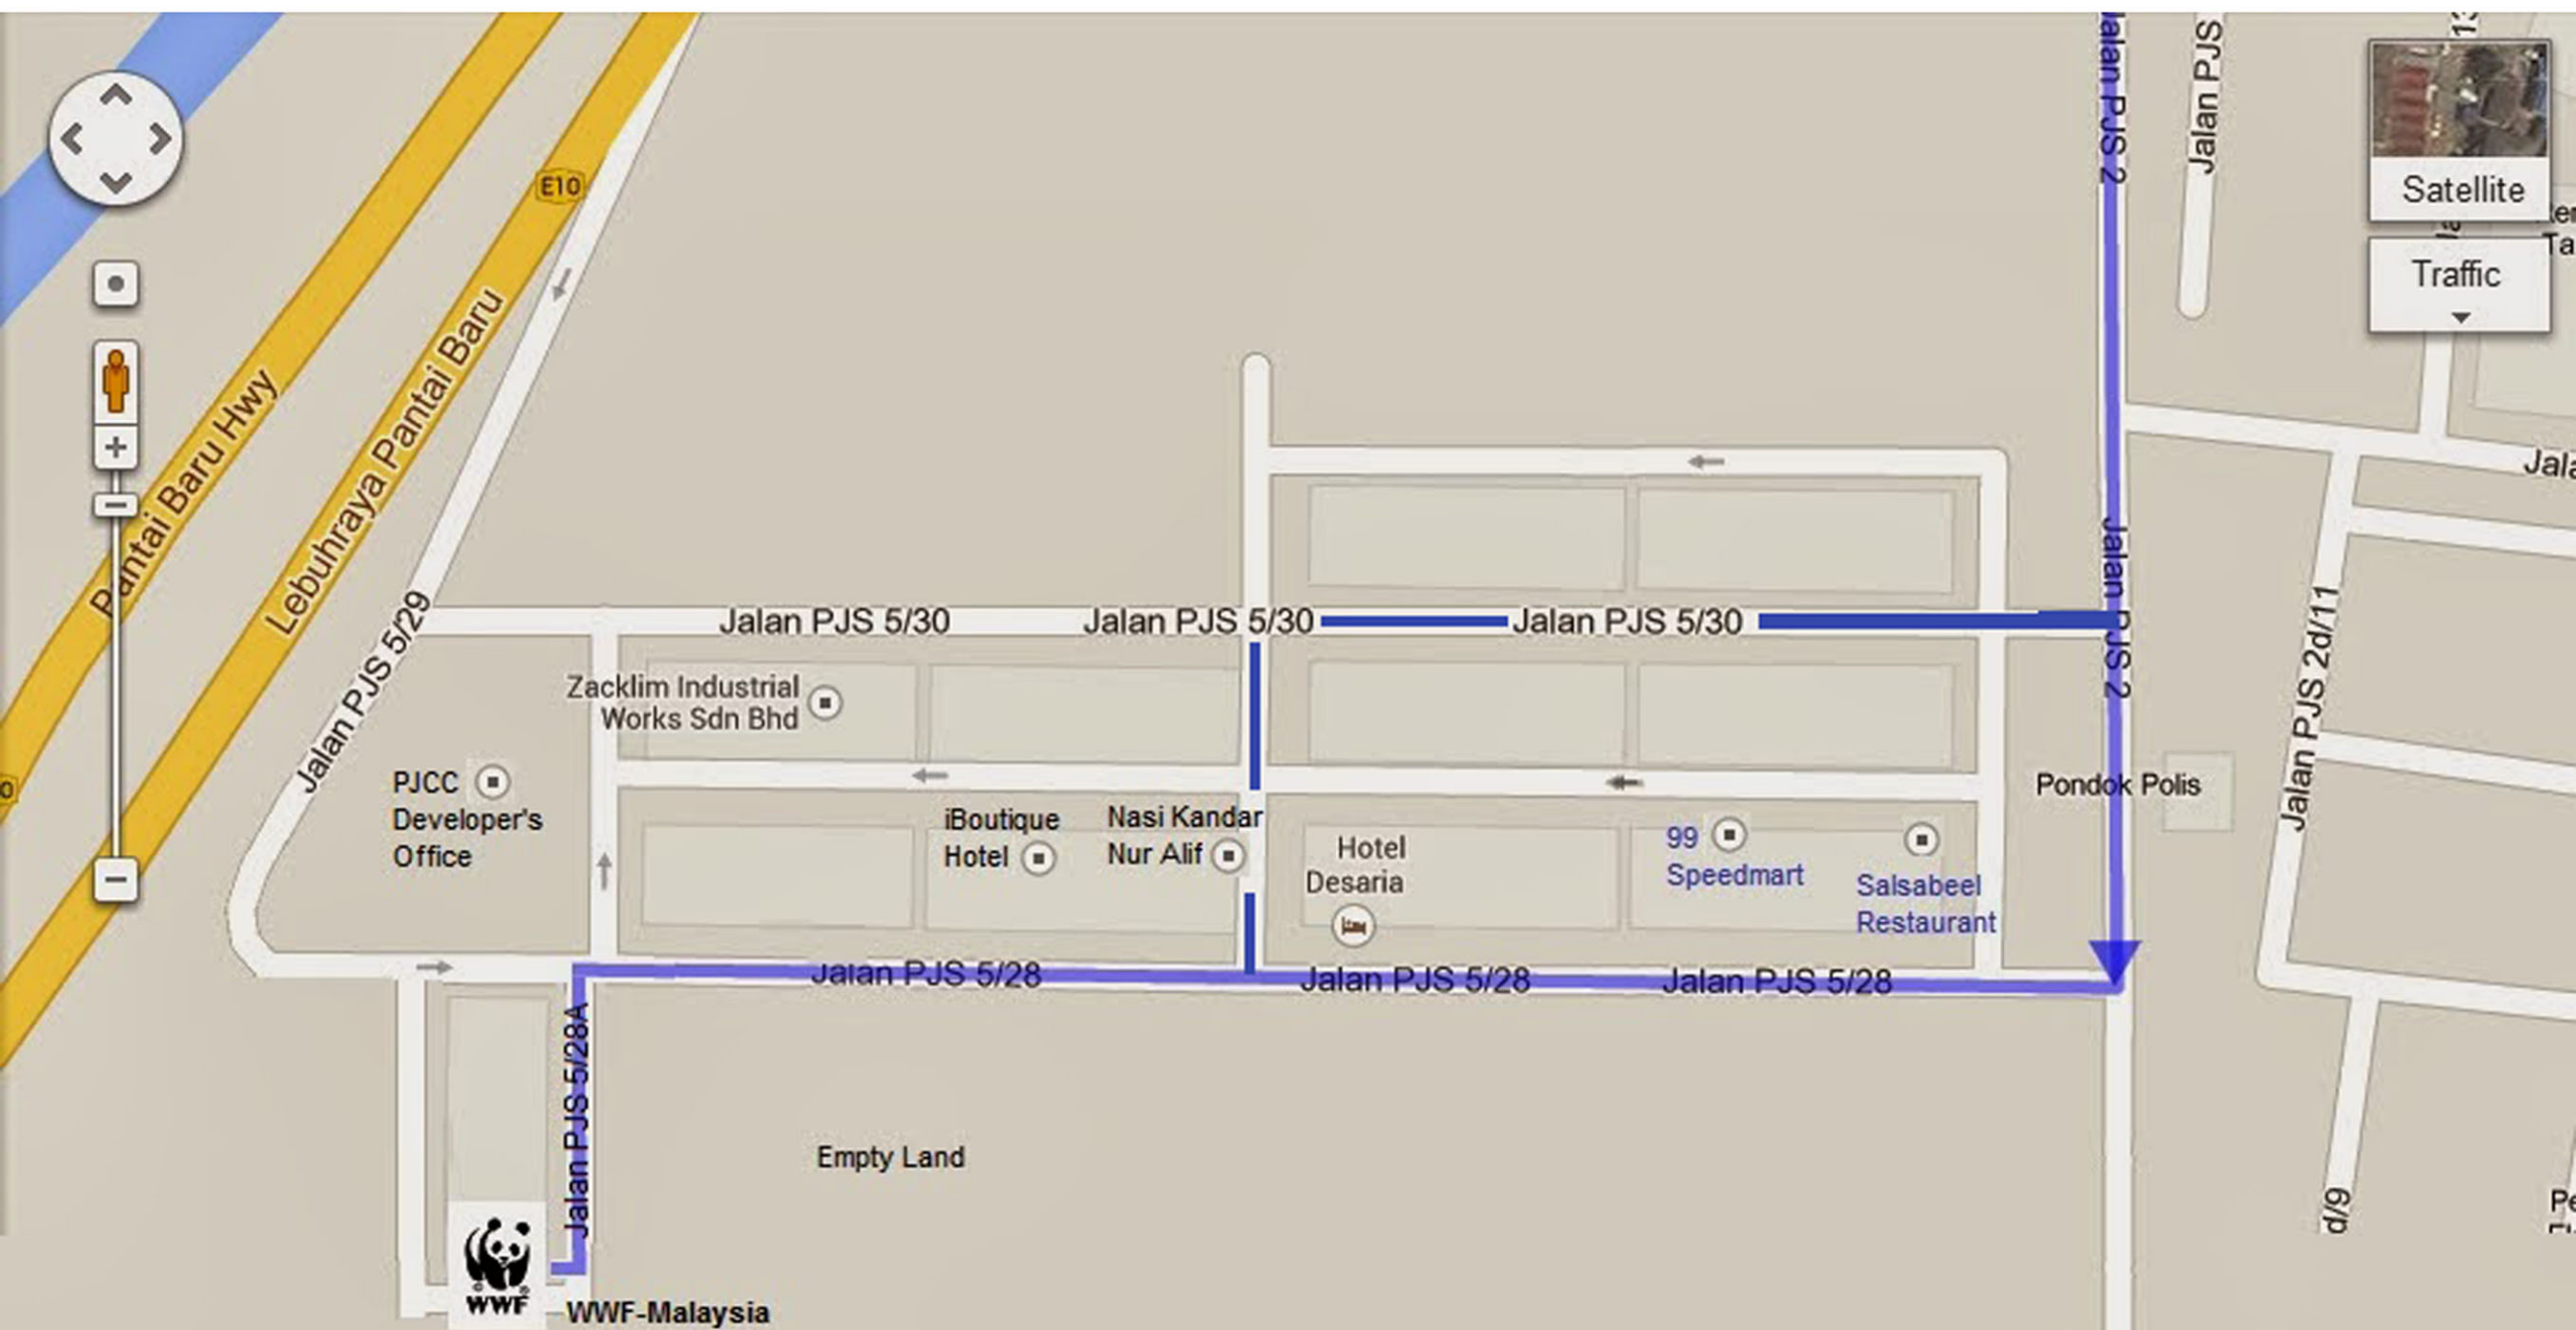 Jalan PJS 2
Jalan PJS
13
Satellite
Traffic
E10
Pantai Baru Hwy
Lebuhraya Pantai Baru
Jala
Jalan PJS 5/29
Jalan PJS 5/30
Jalan PJS 5/30
Jalan PJS 5/30
Jalan PJS 2
Jalan PJS 2d/11
Zacklim Industrial
Works Sdn Bhd
PJCC
Developer's
Office
iBoutique
Hotel
Nasi Kandar
Nur Alif
Hotel
Desaria
99
Speedmart
Salsabeel
Restaurant
Pondok Polis
Jalan PJS 5/28
Jalan PJS 5/28
Jalan PJS 5/28
Jalan PJS 5/28A
Empty Land
d/9
WWF
WWF-Malaysia